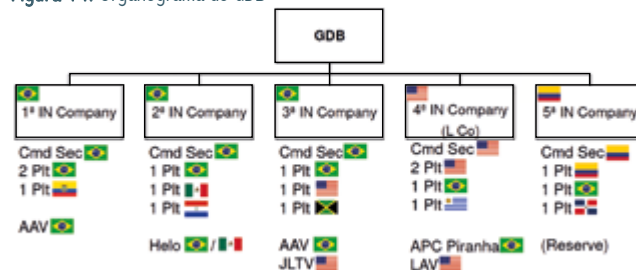 GDB
1ª IN Company
Cmd Sec
2 Plt
1 Plt
AAV
2ª IN Company
Cmd Sec
1 Plt
1 Plt
1 Plt
Helo /
3ª IN Company
Cmd Sec
1 Plt
1 Plt
1 Plt
AAV
JLTV
4ª IN Company
(L Co)
Cmd Sec
2 Plt
1 Plt
1 Plt
APC Piranha
LAV
5ª IN Company
Cmd Sec
1 Plt
1 Plt
1 Plt
(Reserve)